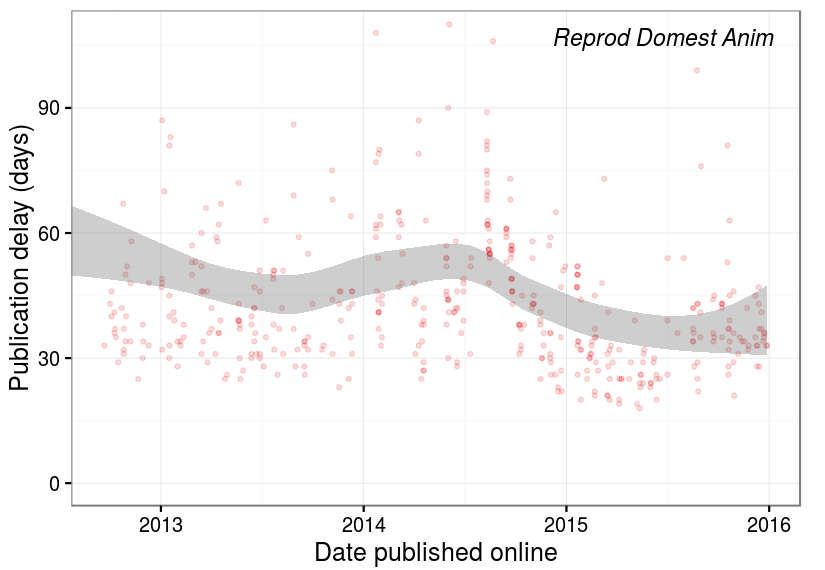 Reprod Domest Anim
Publication delay (days)
90
60
30
0
2013 2014 2015 2016
Date published online